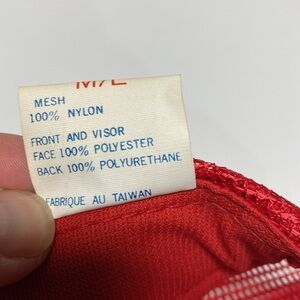 M/L
MESH
100% NYLON
FRONT AND VISOR
FACE 100% POLYESTER
BACK 100% POLYURETHANE
FABRIQUE AU TAIWAN